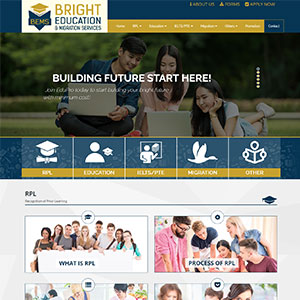 ABOUT US
FORMS
APPLY NOW
BEMS
BRIGHT
EDUCATION
& MIGRATION SERVICES
Home RPL Education IELTS/PTE Migration Others Promotion Contact
BUILDING FUTURE START HERE!
Join EduPro today to start building your bright future
with minimum cost!
RPL EDUCATION IELTS/PTE MIGRATION OTHER
RPL
Recognition of Prior Learning
WHAT IS RPL PROCESS OF RPL